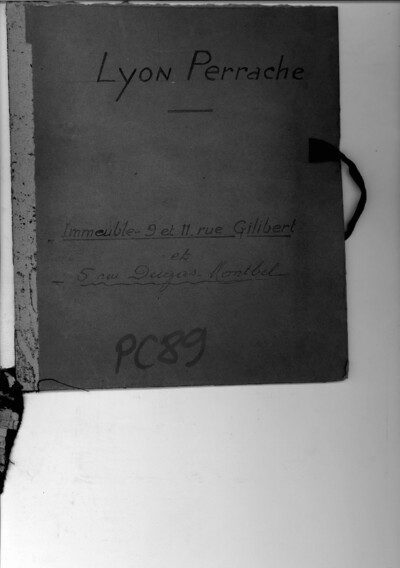 Lyon Perrache
Immeuble - 9 et 11, rue Gilibert
et
5 rue Dugas-Montbel
PC89